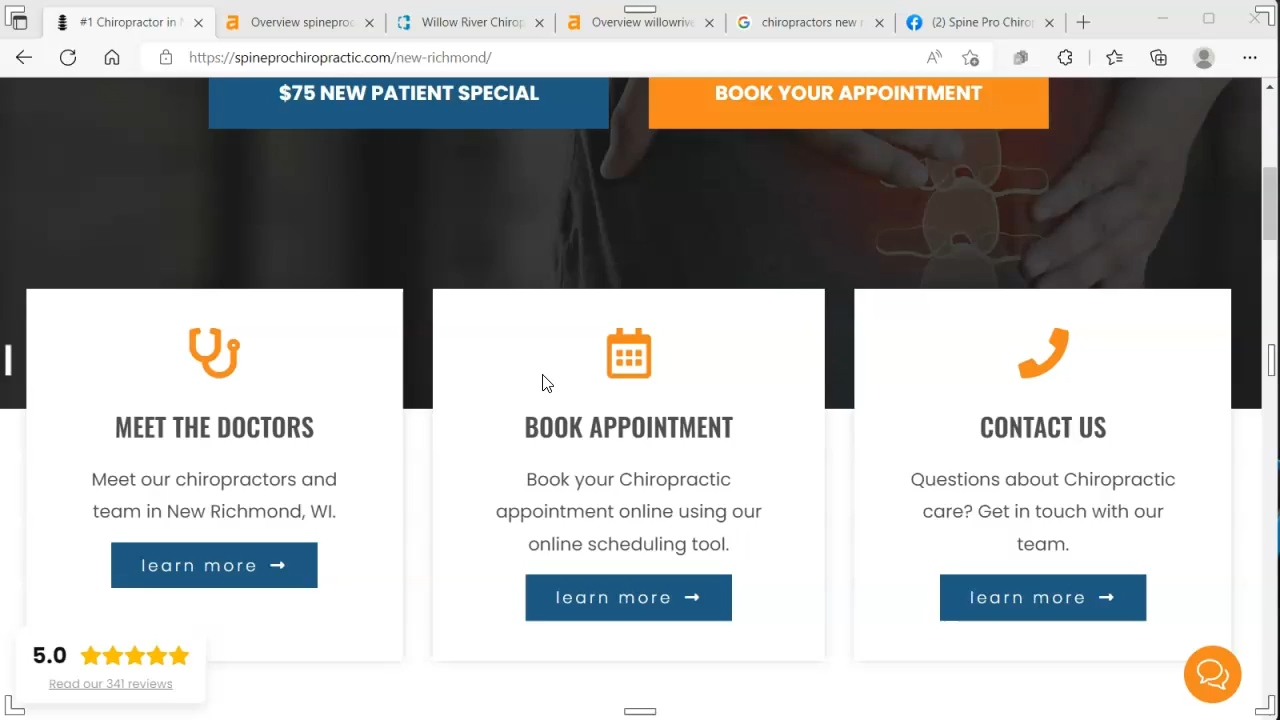 #1 Chiropractor in
Overview spineproc
Willow River Chirop
Overview willowrive
chiropractors new r
(2) Spine Pro Chirop
https://spineprochiropractic.com/new-richmond/
$75 NEW PATIENT SPECIAL
BOOK YOUR APPOINTMENT
MEET THE DOCTORS
Meet our chiropractors and
team in New Richmond, WI.
learn more
BOOK APPOINTMENT
Book your Chiropractic
appointment online using our
online scheduling tool.
learn more
CONTACT US
Questions about Chiropractic
care? Get in touch with our
team.
learn more
5.0
Read our 341 reviews